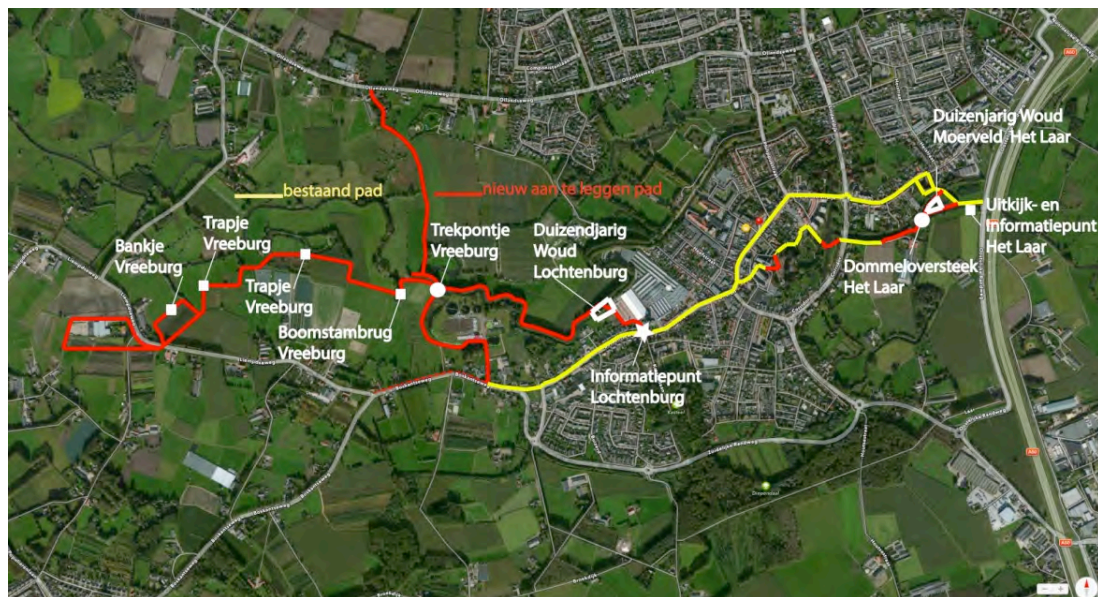 Duizenjarig Woud
Moerveld Het Laar
bestaand pad
nieuw aan te leggen pad
Uitkijk- en
Informatiepunt
Het Laar
Trapje
Vreeburg
Bankje
Vreeburg
Trekpontje
Vreeburg
Duizendjarig
Woud
Lochtenburg
Dommeloversteek
Het Laar
Trapje
Vreeburg
Boomstambrug
Vreeburg
Informatiepunt
Lochtenburg